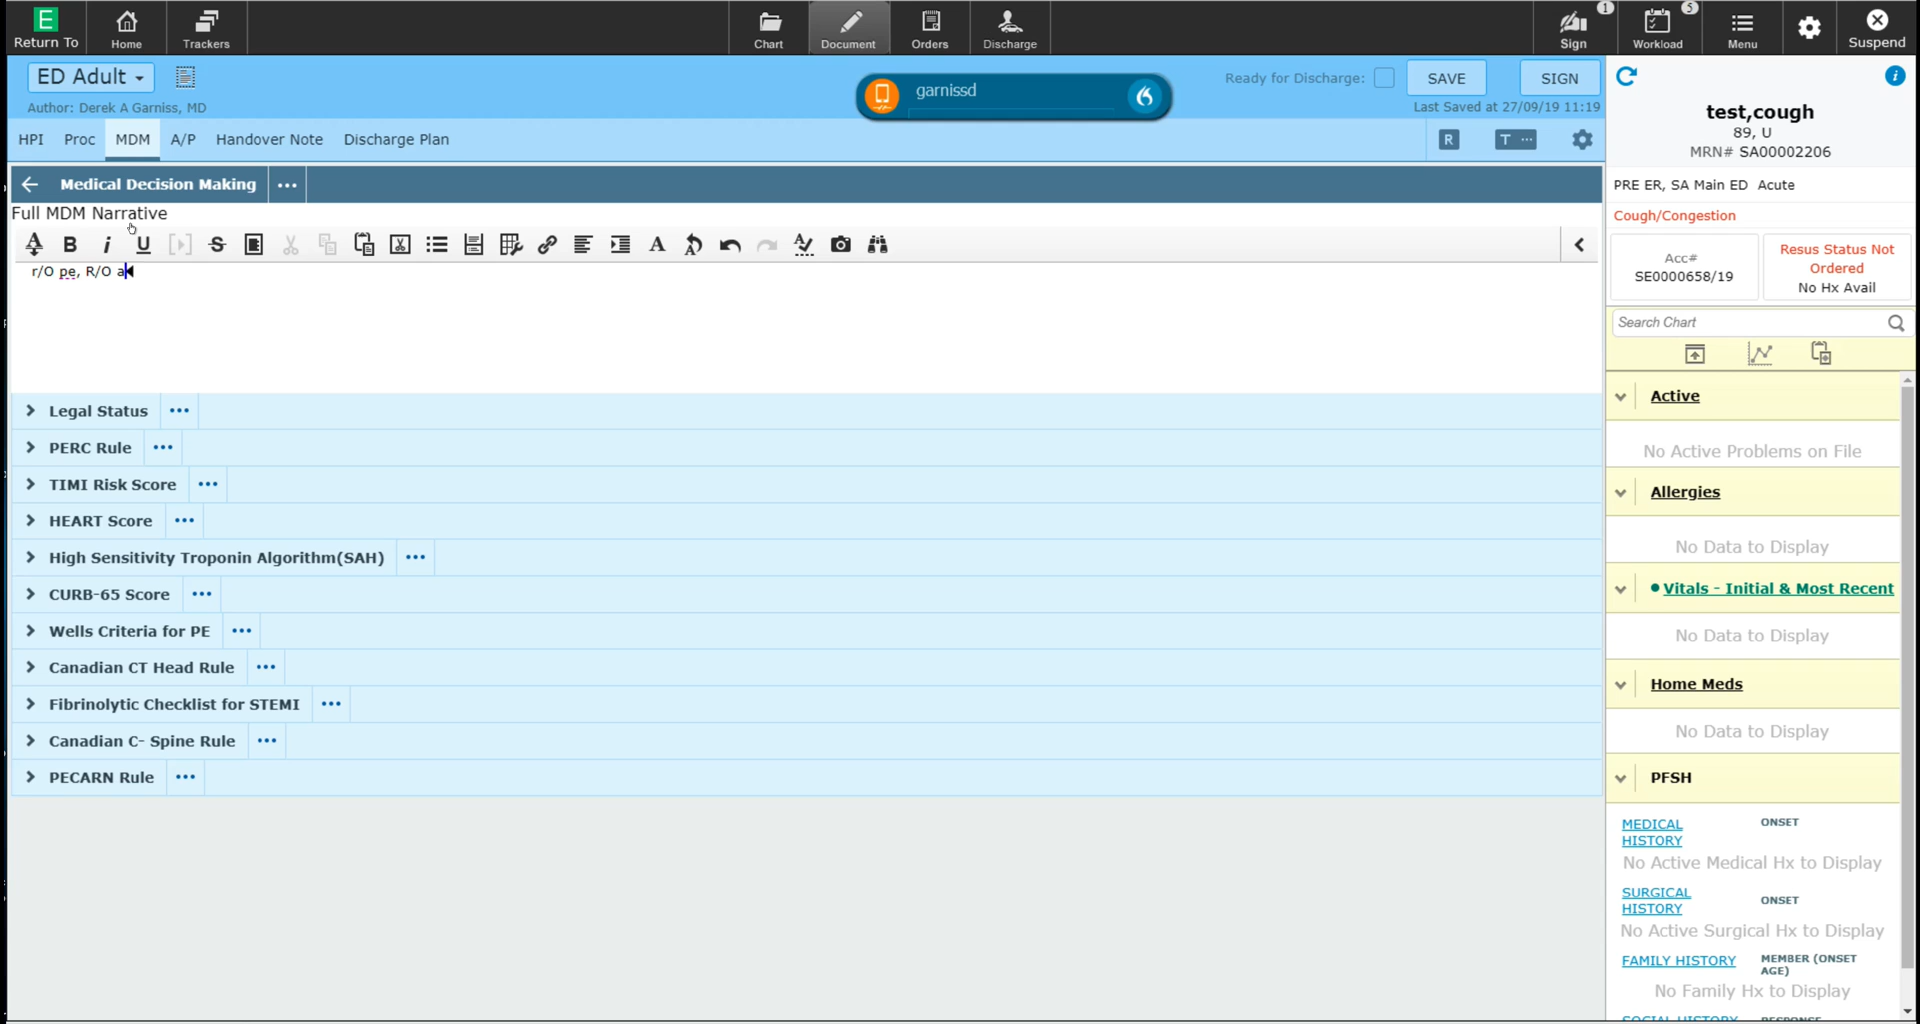 E
Return To
Home
Trackers
Chart
Document
Orders
Discharge
1
Sign
5
Workload
Menu
Suspend
ED Adult
Author: Derek A Garniss, MD
garnissd
Ready for Discharge:
SAVE
SIGN
Last Saved at 27/09/19 11:19
HPI Proc MDM A/P Handover Note Discharge Plan
R
T ...
Medical Decision Making ...
Full MDM Narrative
r/O pe, R/O a
Legal Status ...
PERC Rule ...
TIMI Risk Score ...
HEART Score ...
High Sensitivity Troponin Algorithm(SAH) ...
CURB-65 Score ...
Wells Criteria for PE ...
Canadian CT Head Rule ...
Fibrinolytic Checklist for STEMI ...
Canadian C- Spine Rule ...
PECARN Rule ...
test,cough
89, U
MRN# SA00002206
PRE ER, SA Main ED Acute
Cough/Congestion
Acc#
SE0000658/19
Resus Status Not
Ordered
No Hx Avail
Search Chart
Active
No Active Problems on File
Allergies
No Data to Display
Vitals - Initial & Most Recent
No Data to Display
Home Meds
No Data to Display
PFSH
MEDICAL HISTORY
ONSET
No Active Medical Hx to Display
SURGICAL HISTORY
ONSET
No Active Surgical Hx to Display
FAMILY HISTORY
MEMBER (ONSET AGE)
No Family Hx to Display
SOCIAL HISTORY
RESPONSE